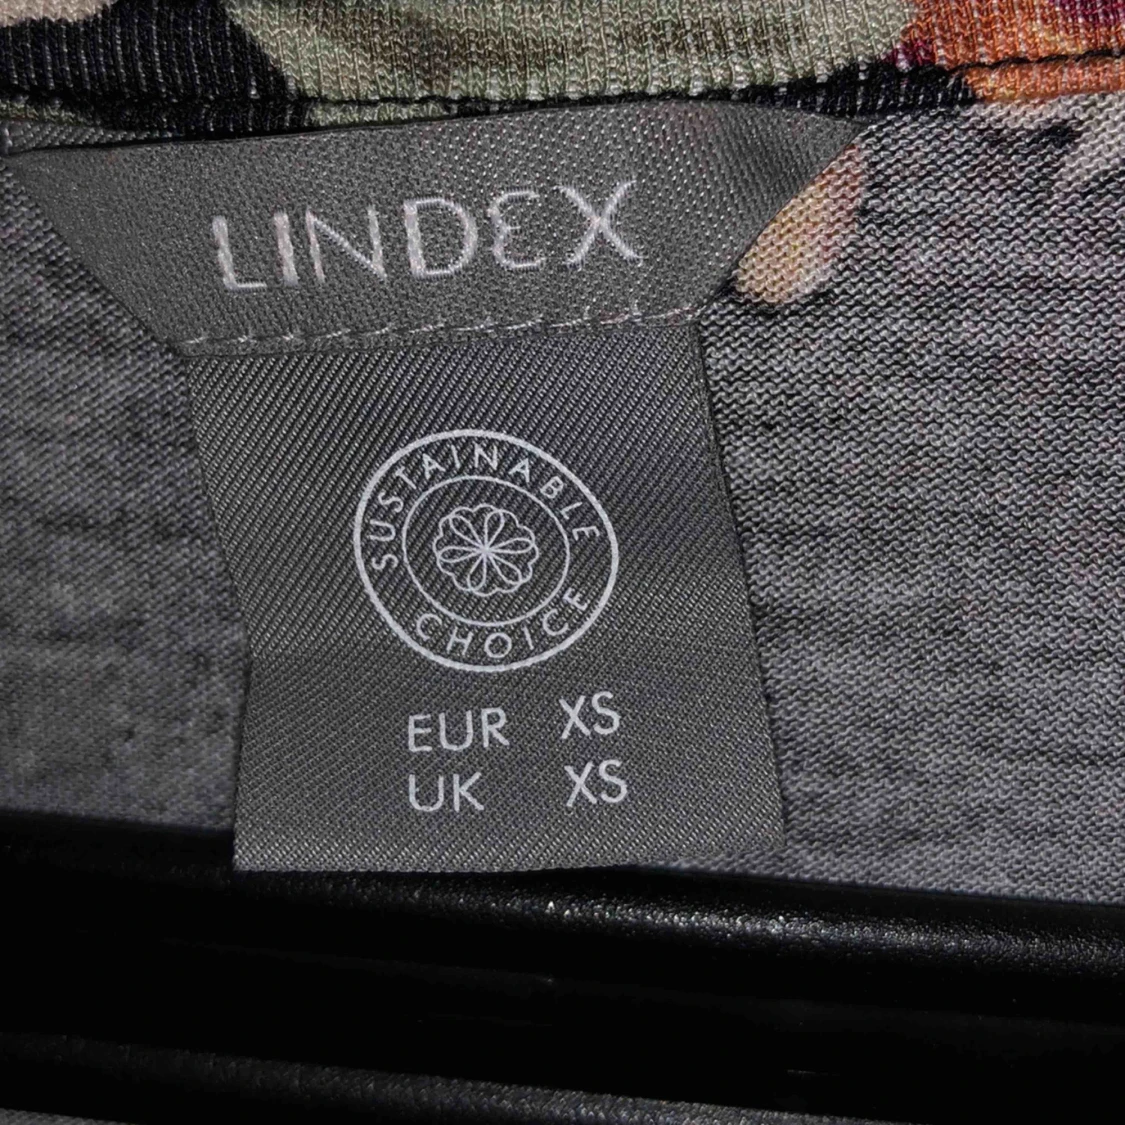 LINDEX
SUSTAINABLE
CHOICE
EUR XS
UK XS